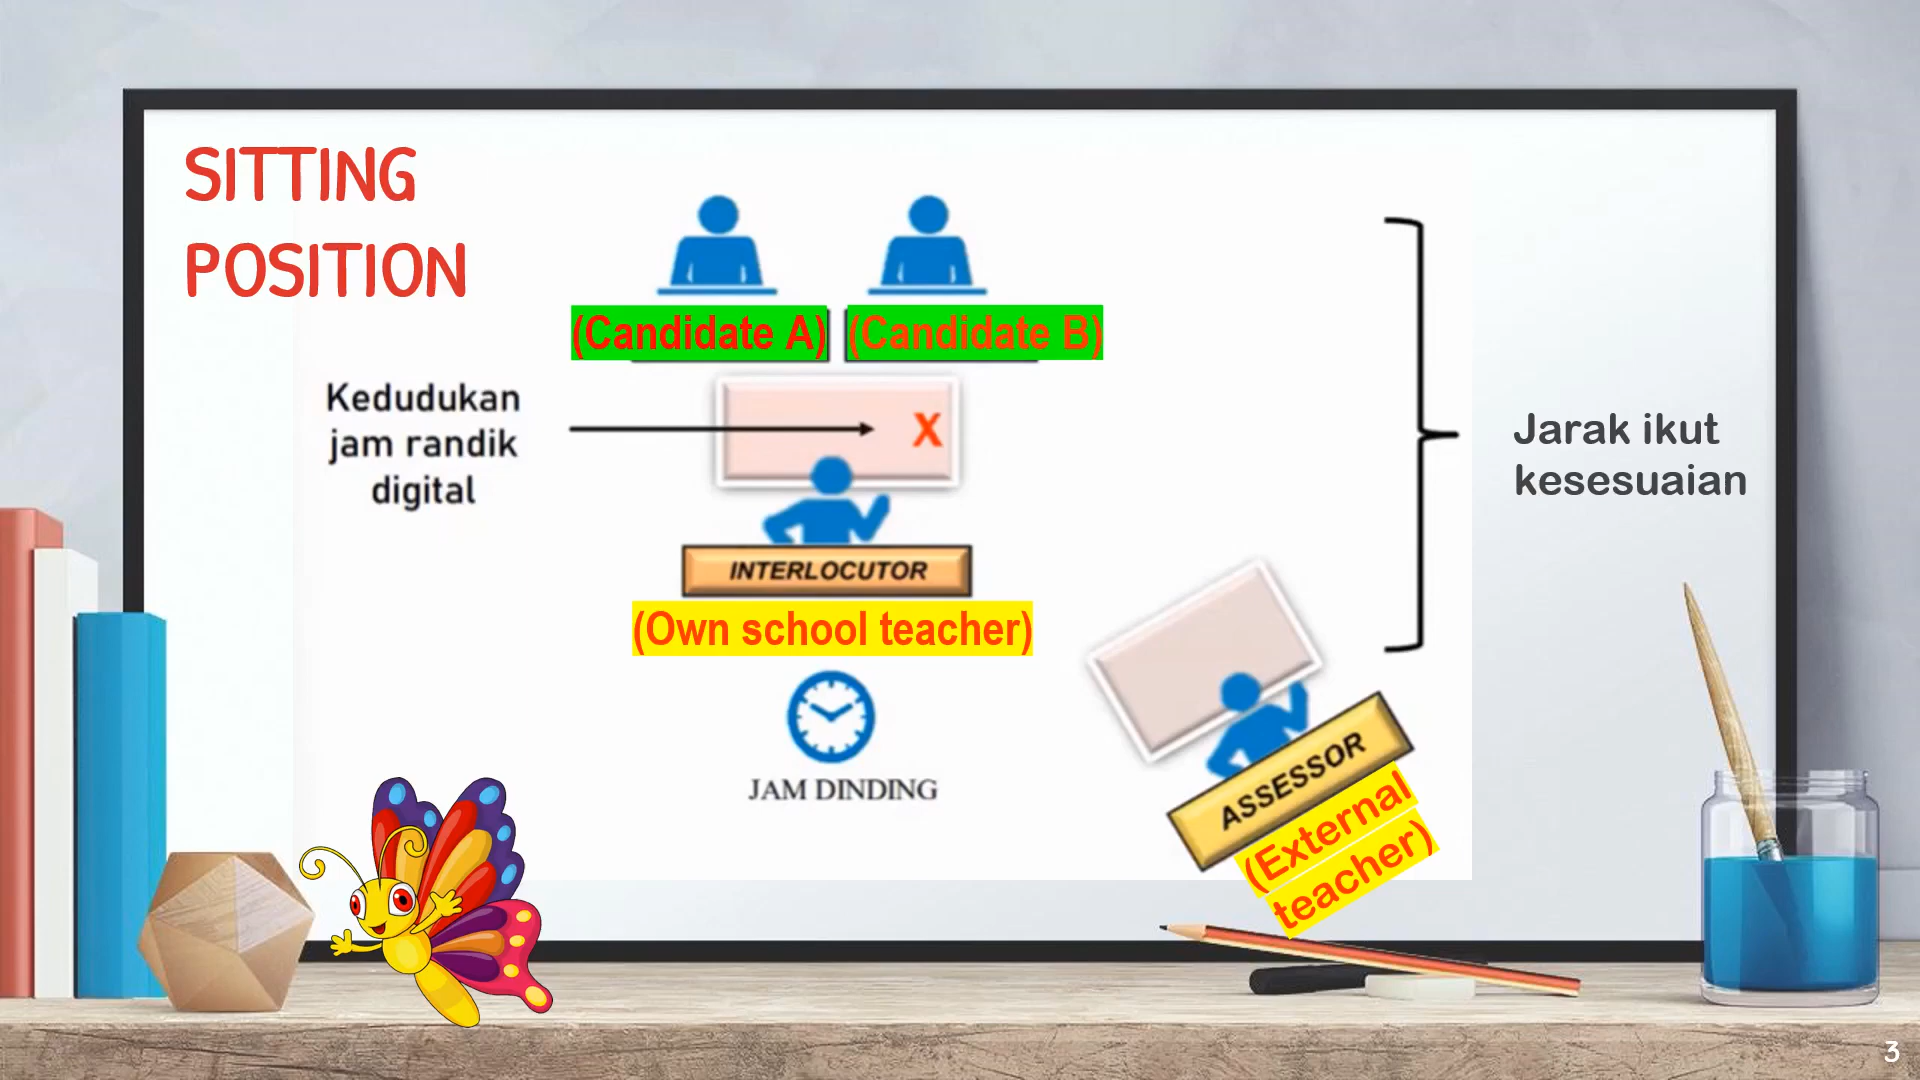 SITTING
POSITION
(Candidate A) (Candidate B)
Kedudukan
jam randik
digital
X
Jarak ikut
kesesuaian
INTERLOCUTOR
(Own school teacher)
JAM DINDING
ASSESSOR
(External
teacher)
3